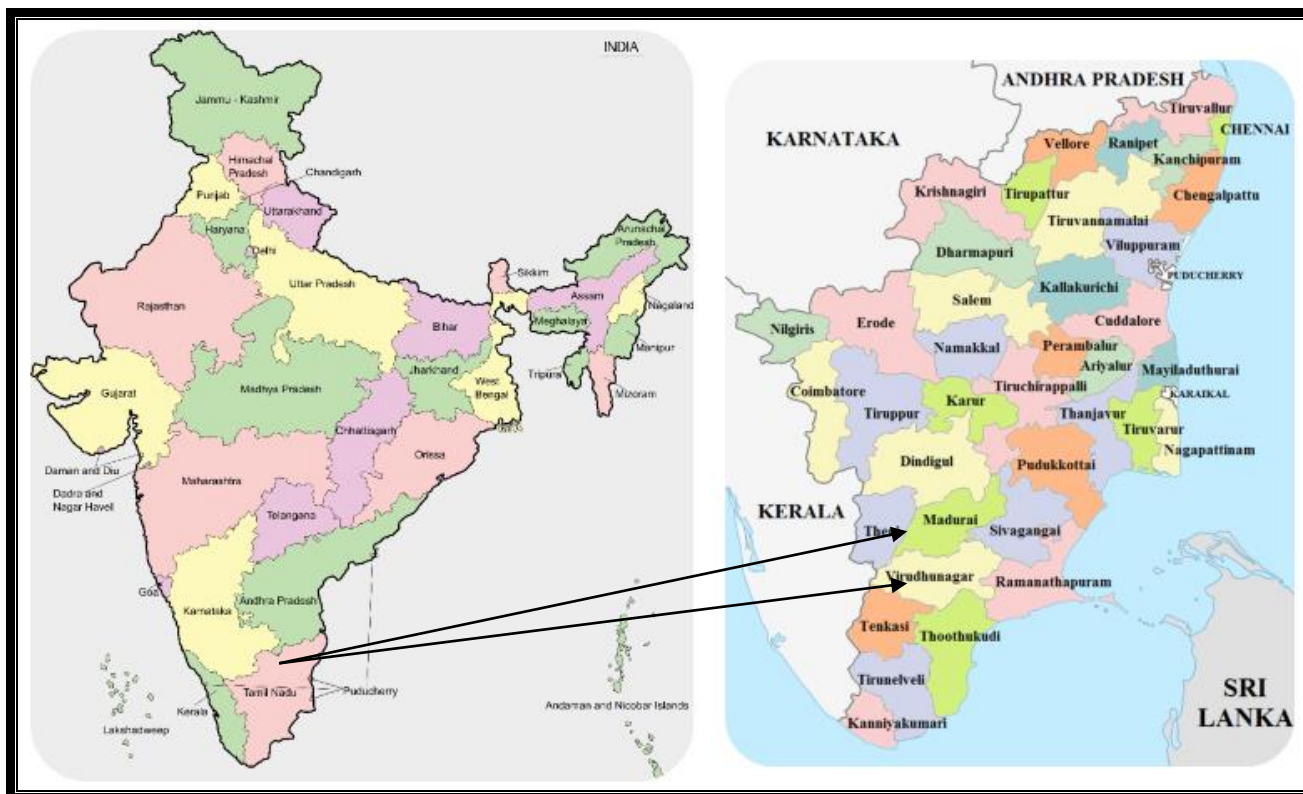 INDIA
Jammu - Kashmir
Himachal
Pradesh
Chandigarh
Punjab
Uttarakhand
Haryana
Delhi
Arunachal
Pradesh
Sikkim
Rajasthan
Uttar Pradesh
Assam
Nagaland
Bihar
Meghalaya
Manipur
Jharkhand
Tripura
West
Bengal
Mizoram
Gujarat
Madhya Pradesh
Chhattisgarh
Orissa
Daman and Diu
Dadra and
Nagar Haveli
Maharashtra
Telangana
Goa
Karnataka
Andhra Pradesh
Tamil Nadu
Puducherry
Kerala
Lakshadweep
Andaman and Nicobar Islands
ANDHRA PRADESH
KARNATAKA
Tiruvallur
CHENNAI
Vellore
Ranipet
Kanchipuram
Krishnagiri
Tirupattur
Chengalpattu
Tiruvannamalai
Viluppuram
Dharmapuri
PUDUCHERRY
Kallakurichi
Salem
Nilgiris
Erode
Cuddalore
Namakkal
Perambalur
Ariyalur
Mayiladuthurai
Coimbatore
Tiruchirappalli
KARAIKAL
Tiruppur
Karur
Thanjavur
Tiruvarur
Nagapattinam
Dindigul
Pudukkottai
KERALA
Theni
Madurai
Sivagangai
Virudhunagar
Ramanathapuram
Tenkasi
Thoothukudi
Tirunelveli
Kanniyakumari
SRI
LANKA